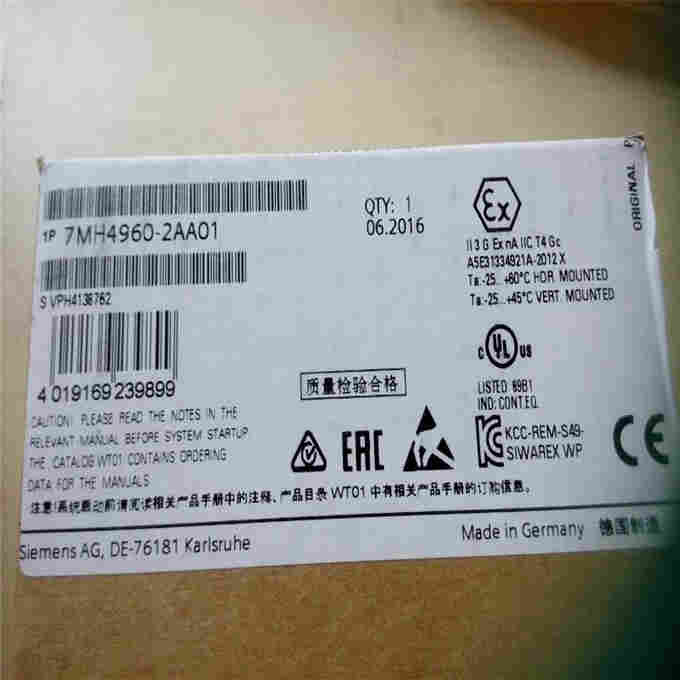 1P 7MH4960-2AA01
S VPH4136762
4 019169 239899
QTY: 1
06.2016
Ex
II 3 G Ex nA IIC T4 Gc
A5E31334921A-2012 X
Ta:-25...+60°C HOR MOUNTED
Ta:-25...+45°C VERT. MOUNTED
ORIGINAL
C UL US
LISTED 69B1
IND. CONT. EQ.
质量检验合格
CAUTION! PLEASE READ THE NOTES IN THE
RELEVANT MANUAL BEFORE SYSTEM STARTUP
THE CATALOG WT01 CONTAINS ORDERING
DATA FOR THE MANUALS
EAC
KCC-REM-S49-
SIWAREX WP
CE
注意!系统启动前请阅读相关产品手册中的注释、产品目录 WT01 中有相关产品手册的订购信息。
Siemens AG, DE-76181 Karlsruhe
Made in Germany 德国制造